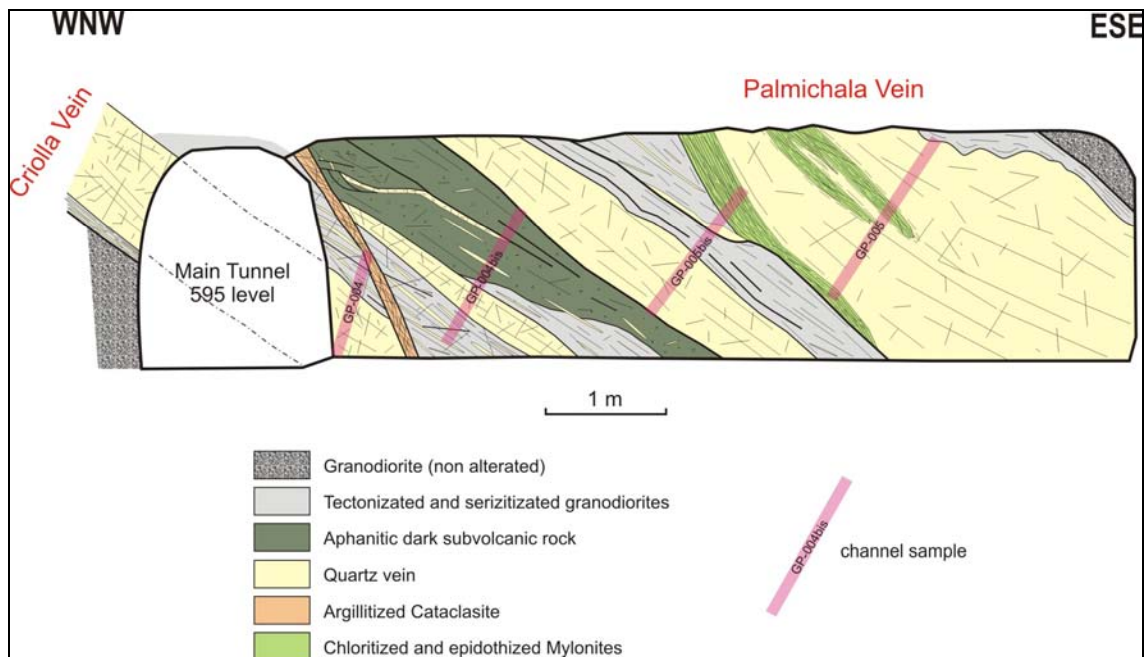 WNW
ESE
Criolla Vein
Palmichala Vein
Main Tunnel
595 level
GP-004
GP-004bis
GP-005bis
GP-005
1 m
Granodiorite (non alterated)
Tectonizated and serizitizated granodiorites
Aphanitic dark subvolcanic rock
Quartz vein
Argillitized Cataclasite
Chloritized and epidothized Mylonites
GP-004bis
channel sample